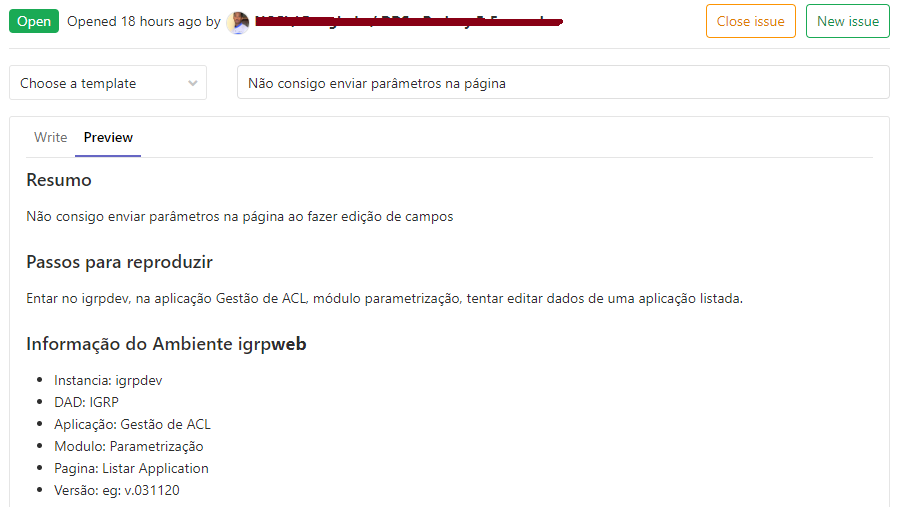 Open Opened 18 hours ago by Close issue New issue
Choose a template Não consigo enviar parâmetros na página
Write Preview
Resumo
Não consigo enviar parâmetros na página ao fazer edição de campos
Passos para reproduzir
Entar no igrpdev, na aplicação Gestão de ACL, módulo parametrização, tentar editar dados de uma aplicação listada.
Informação do Ambiente igrpweb
Instancia: igrpdev
DAD: IGRP
Aplicação: Gestão de ACL
Modulo: Parametrização
Pagina: Listar Application
Versão: eg: v.031120